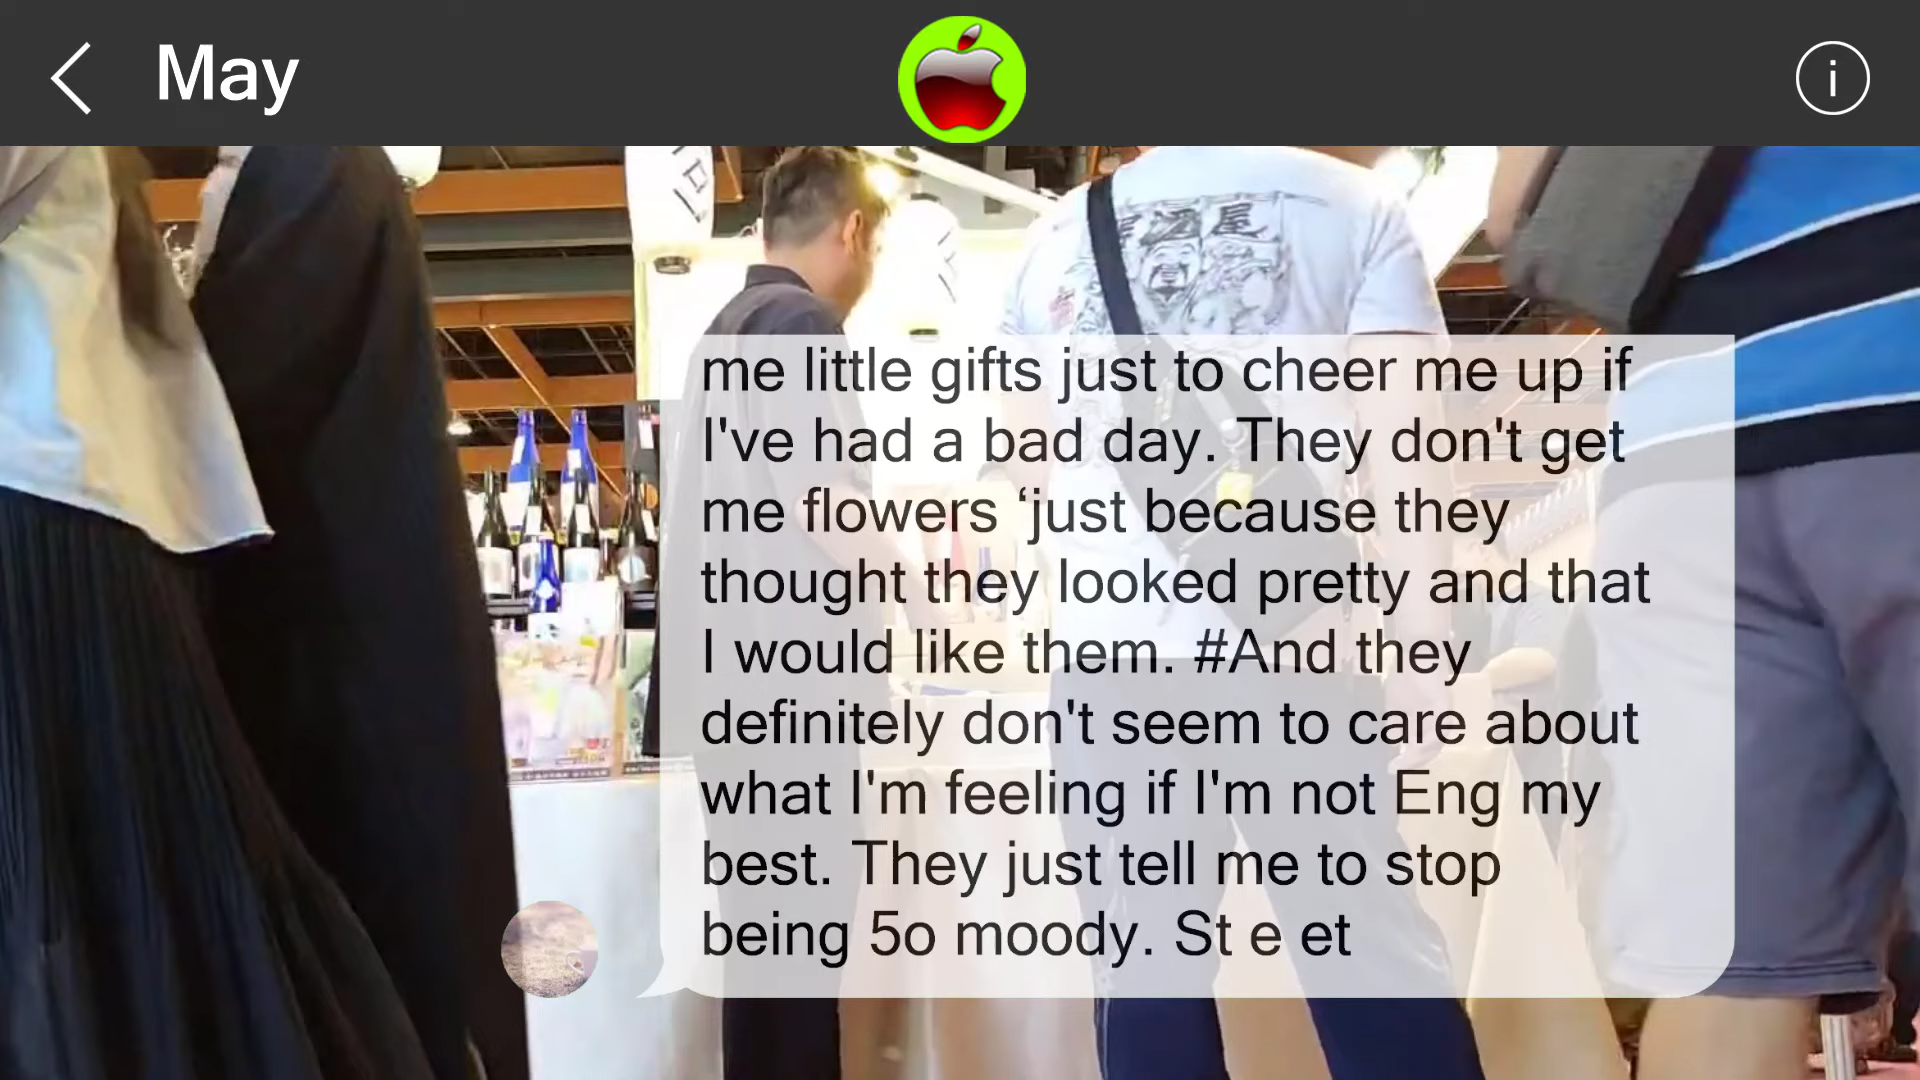 May
me little gifts just to cheer me up if
I've had a bad day. They don't get
me flowers ‘just because they
thought they looked pretty and that
I would like them. #And they
definitely don't seem to care about
what I'm feeling if I'm not Eng my
best. They just tell me to stop
being 5o moody. St e et
酒屋